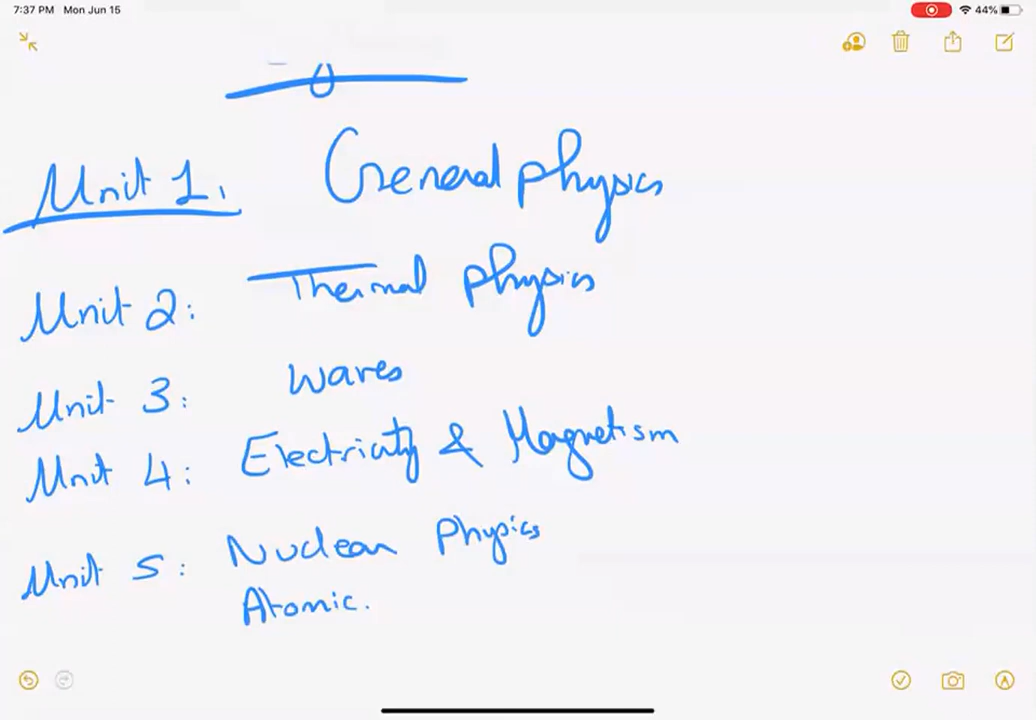 7:37 PM Mon Jun 15 44%
Unit 1. General physics
Unit 2: Thermal physics
Unit 3: Waves
Unit 4: Electricity & Magnetism
Unit 5: Nuclear Physics
Atomic.